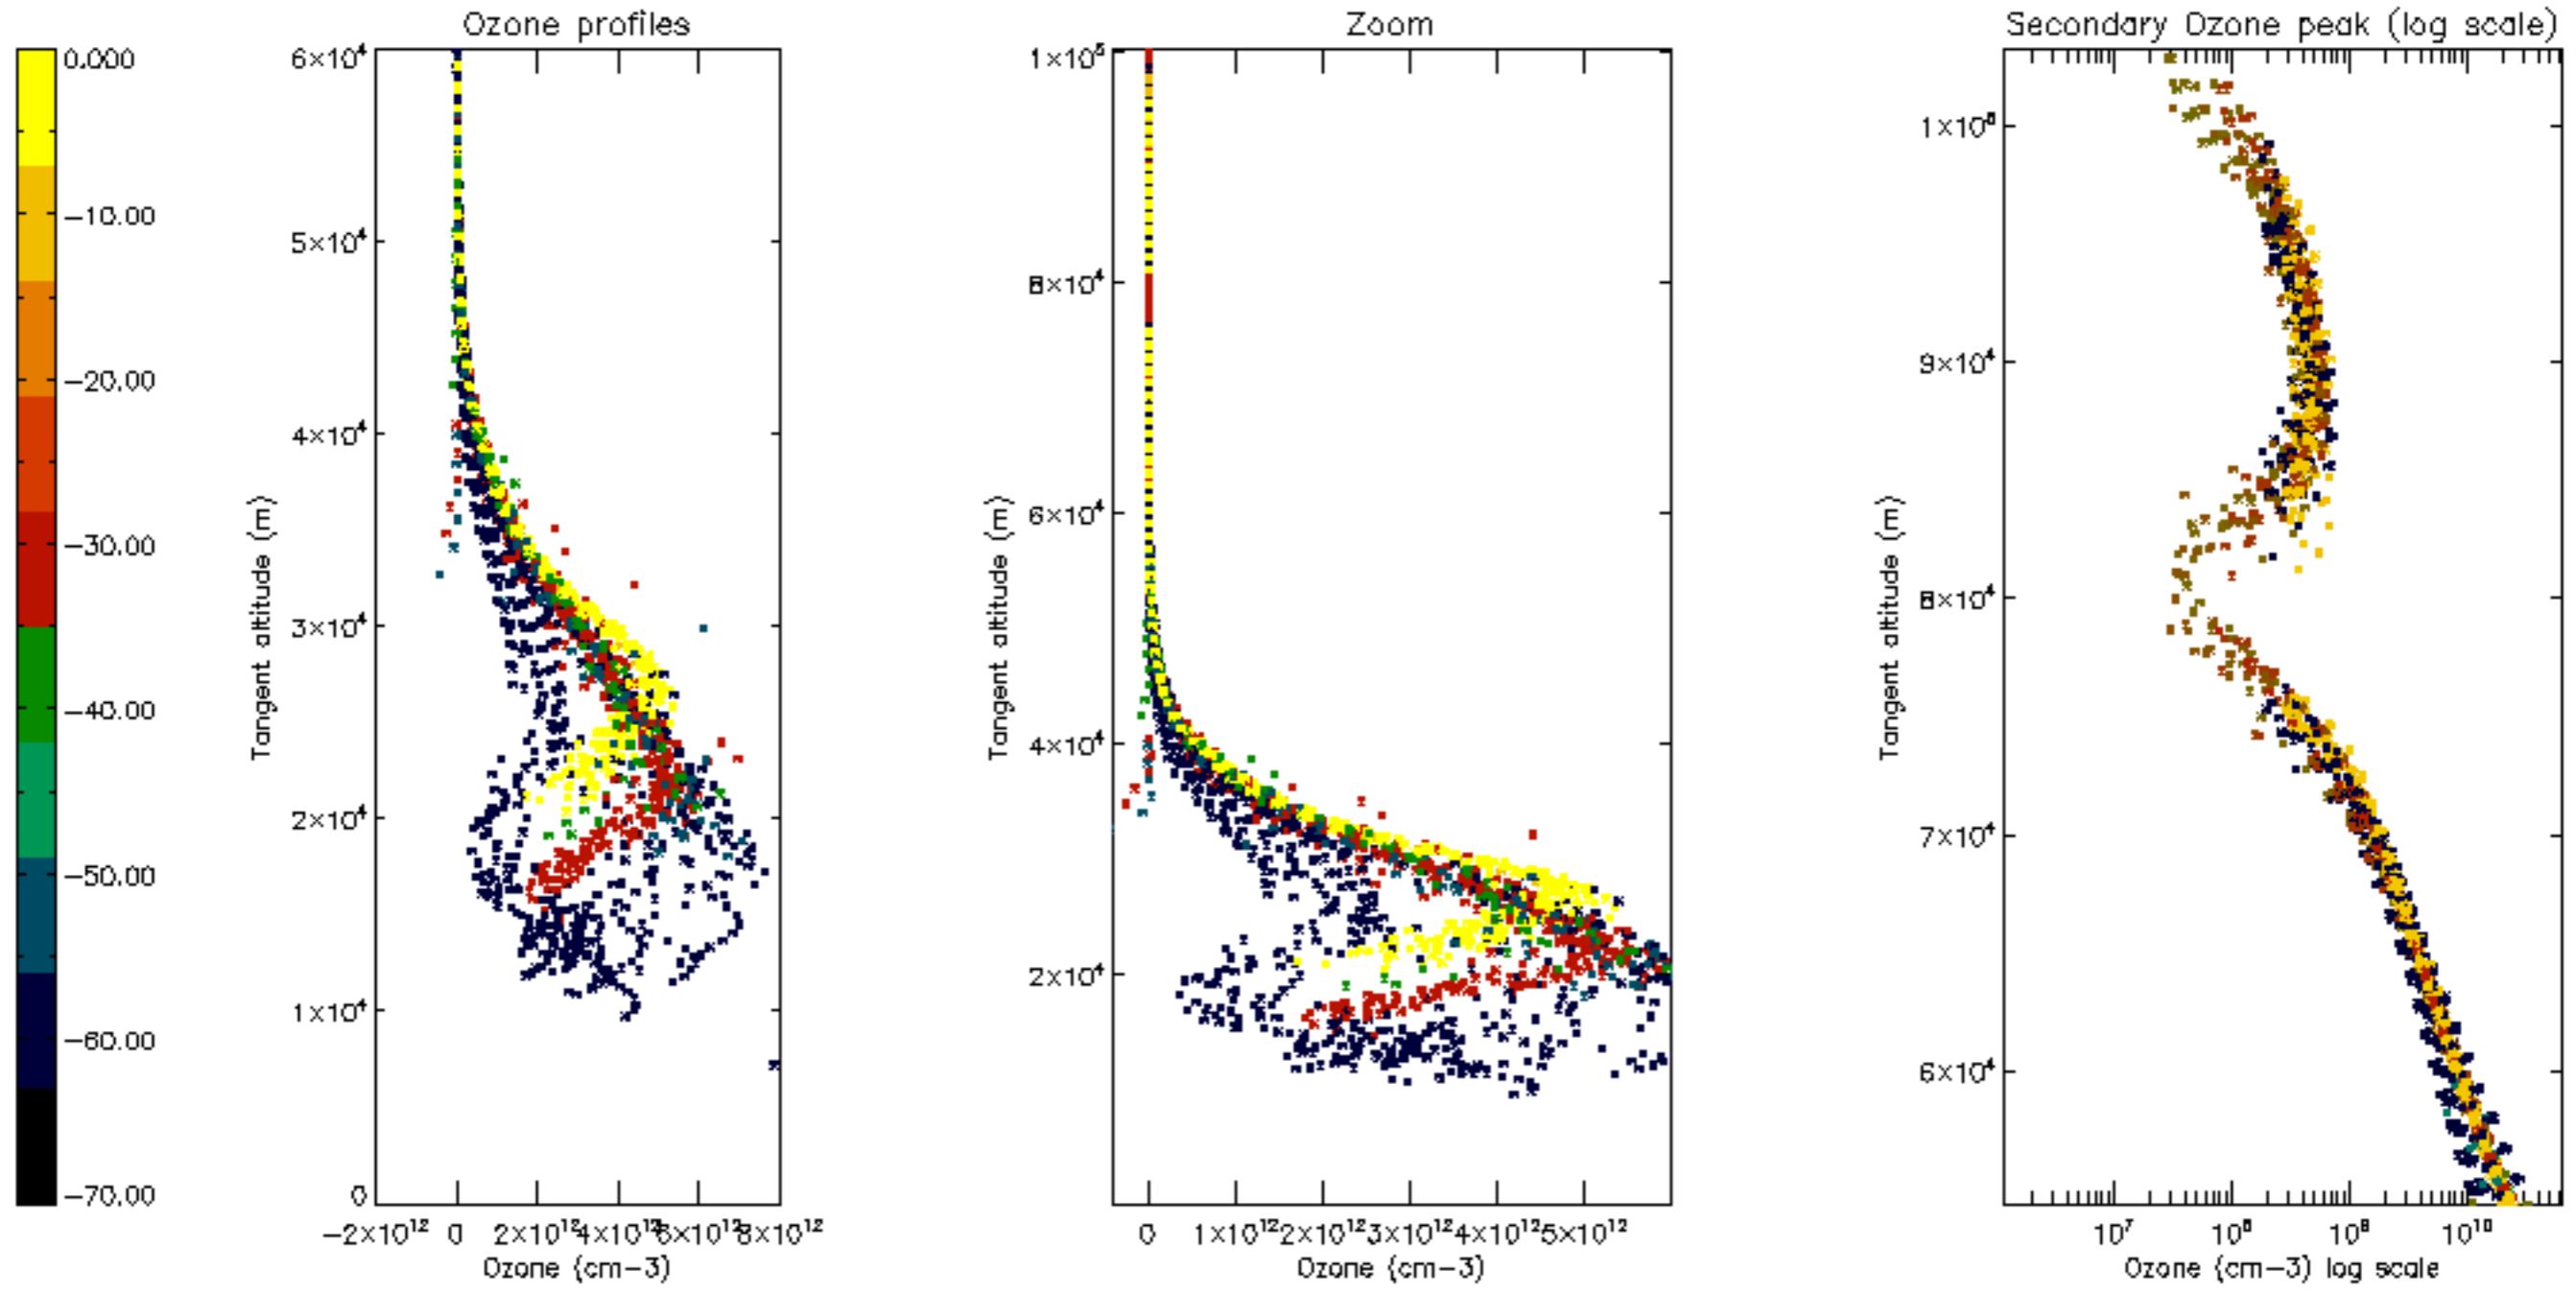 Ozone profiles
Zoom
Secondary Ozone peak (log scale)
0.000
−10.00
−20.00
−30.00
−40.00
−50.00
−60.00
−70.00
6×10⁴
5×10⁴
4×10⁴
3×10⁴
2×10⁴
1×10⁴
0
Tangent altitude (m)
−2×10¹² 0 2×10¹² 4×10¹² 6×10¹² 8×10¹²
Ozone (cm−3)
1×10⁵
8×10⁴
6×10⁴
4×10⁴
2×10⁴
Tangent altitude (m)
0 1×10¹² 2×10¹² 3×10¹² 4×10¹² 5×10¹²
Ozone (cm−3)
1×10⁵
9×10⁴
8×10⁴
7×10⁴
6×10⁴
Tangent altitude (m)
10⁷ 10⁸ 10⁹ 10¹⁰
Ozone (cm−3) log scale